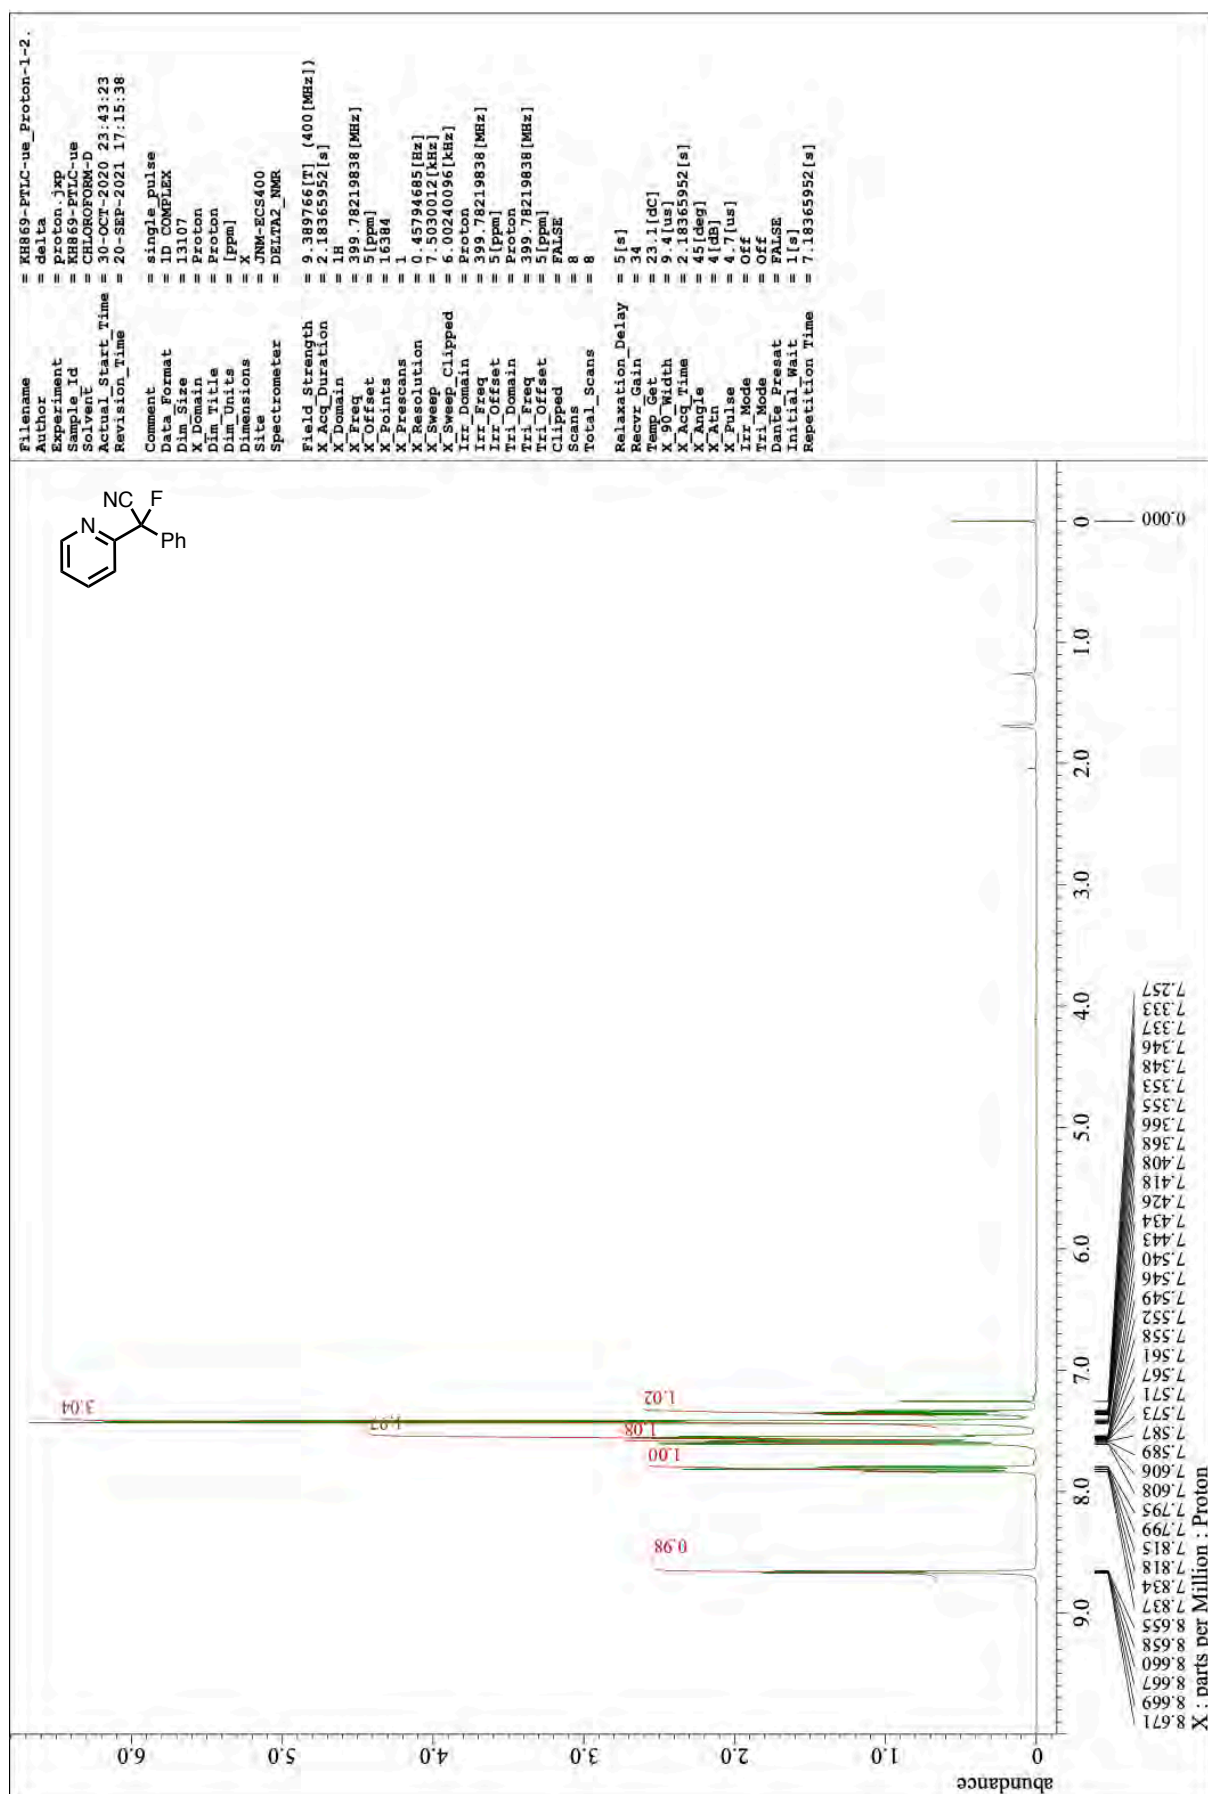 Filename = KH869-PTLC-ue_Proton-1-2.
Author = delta
Experiment = proton.jxp
Sample_Id = KH869-PTLC-ue
Solvent = CHLOROFORM-D
Actual_Start_Time = 30-OCT-2020 23:43:23
Revision_Time = 20-SEP-2021 17:15:38
Comment = single_pulse
Data_Format = 1D COMPLEX
Dim_Size = 13107
X_Domain = Proton
Dim_Title = Proton
Dim_Units = [ppm]
Dimensions = X
Site = JNM-ECS400
Spectrometer = DELTA2_NMR
Field_Strength = 9.389766[T] (400[MHz])
X_Acq_Duration = 2.18365952[s]
X_Domain = 1H
X_Freq = 399.78219838[MHz]
X_Offset = 5[ppm]
X_Points = 16384
X_Prescans = 1
X_Resolution = 0.45794685[Hz]
X_Sweep = 7.5030012[kHz]
X_Sweep_Clipped = 6.00240096[kHz]
Irr_Domain = Proton
Irr_Freq = 399.78219838[MHz]
Irr_Offset = 5[ppm]
Tri_Domain = Proton
Tri_Freq = 399.78219838[MHz]
Tri_Offset = 5[ppm]
Clipped = FALSE
Scans = 8
Total_Scans = 8
Relaxation_Delay = 5[s]
Recvr_Gain = 34
Temp_Get = 23.1[dC]
X_90_Width = 9.4[us]
X_Acq_Time = 2.18365952[s]
X_Angle = 45[deg]
X_Atn = 4[dB]
X_Pulse = 4.7[us]
Irr_Mode = Off
Tri_Mode = Off
Dante_Presat = FALSE
Initial_Wait = 1[s]
Repetition_Time = 7.18365952[s]
NC
F
N
Ph
3.04
1.97
1.08
1.02
1.00
0.98
abundance
0
1.0
2.0
3.0
4.0
5.0
6.0
9.0
8.0
7.0
6.0
5.0
4.0
3.0
2.0
1.0
0
8.671
8.669
8.667
8.660
8.658
8.655
7.837
7.834
7.818
7.815
7.799
7.795
7.608
7.606
7.589
7.587
7.573
7.571
7.567
7.561
7.558
7.552
7.549
7.546
7.540
7.443
7.434
7.426
7.418
7.408
7.368
7.366
7.355
7.353
7.348
7.346
7.337
7.333
7.257
0.000
X : parts per Million : Proton